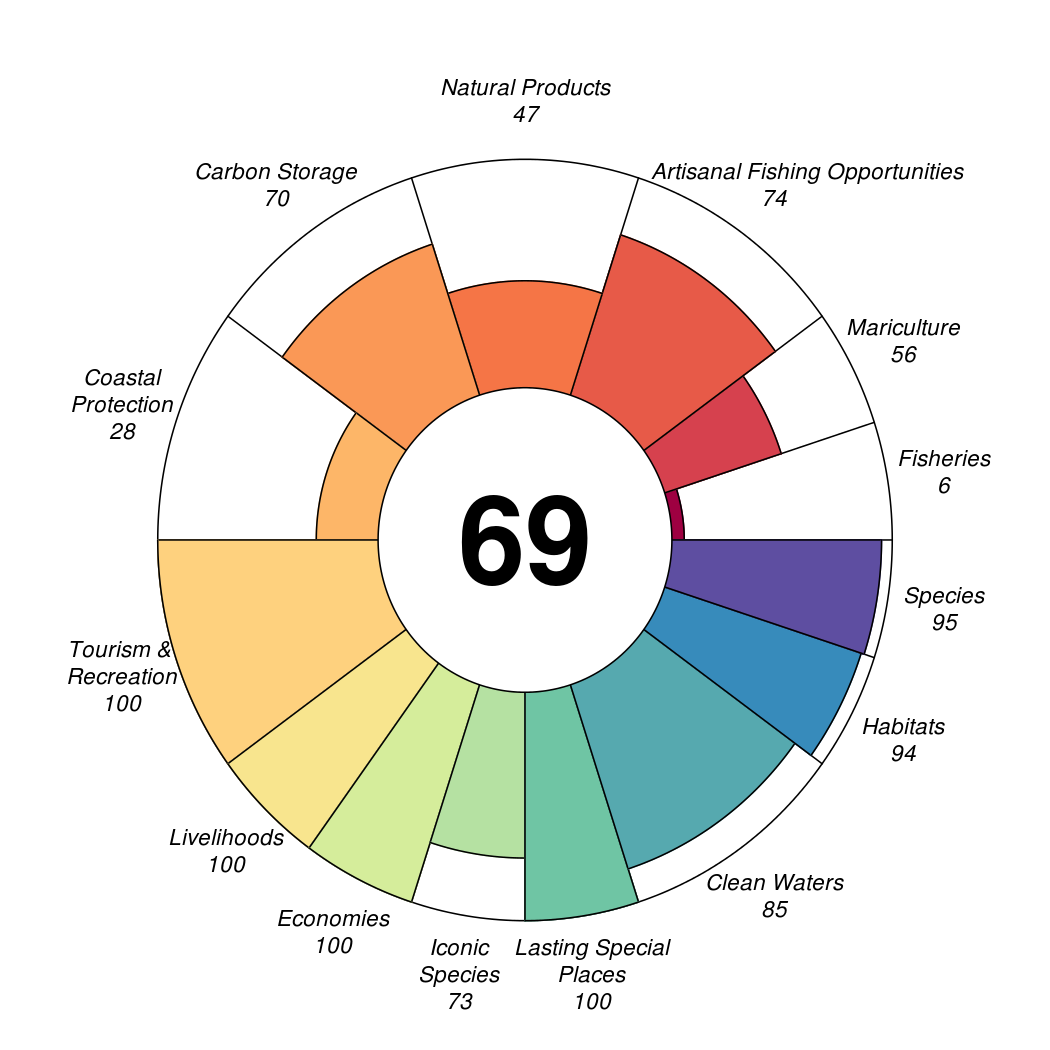 Natural Products
47
Carbon Storage
70
Artisanal Fishing Opportunities
74
Mariculture
56
Coastal
Protection
28
Fisheries
6
69
Species
95
Tourism &
Recreation
100
Habitats
94
Livelihoods
100
Clean Waters
85
Economies
100
Iconic
Species
73
Lasting Special
Places
100